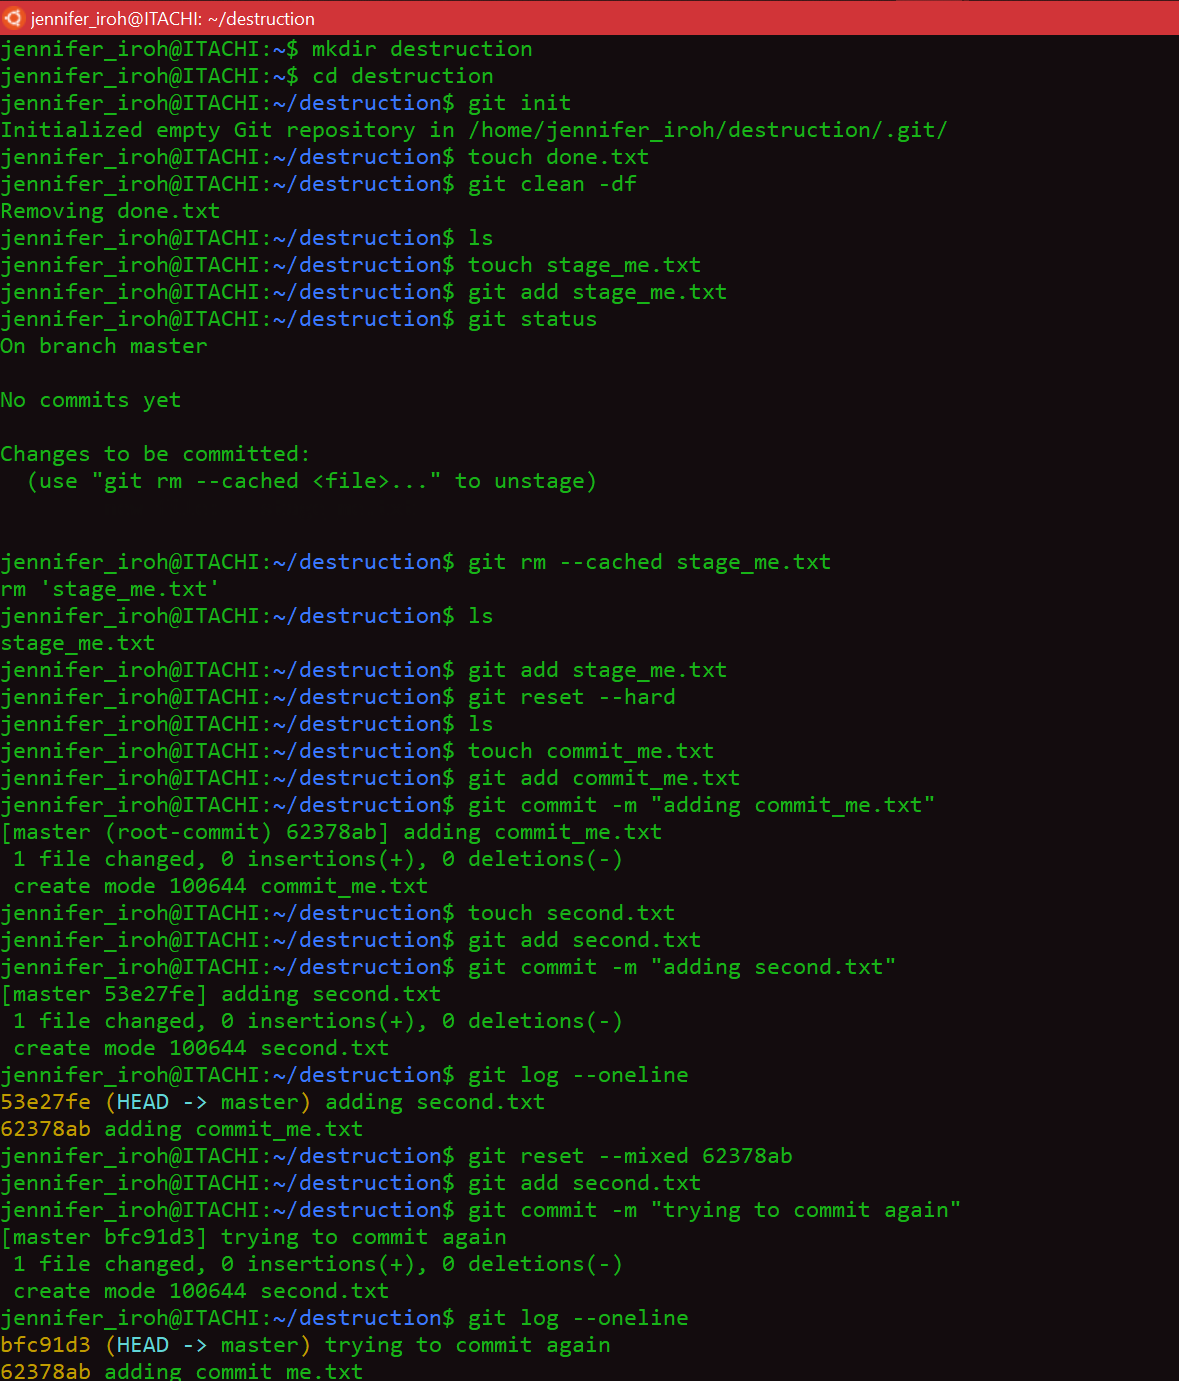 jennifer_iroh@ITACHI: ~/destruction
jennifer_iroh@ITACHI:~$ mkdir destruction
jennifer_iroh@ITACHI:~$ cd destruction
jennifer_iroh@ITACHI:~/destruction$ git init
Initialized empty Git repository in /home/jennifer_iroh/destruction/.git/
jennifer_iroh@ITACHI:~/destruction$ touch done.txt
jennifer_iroh@ITACHI:~/destruction$ git clean -df
Removing done.txt
jennifer_iroh@ITACHI:~/destruction$ ls
jennifer_iroh@ITACHI:~/destruction$ touch stage_me.txt
jennifer_iroh@ITACHI:~/destruction$ git add stage_me.txt
jennifer_iroh@ITACHI:~/destruction$ git status
On branch master
No commits yet
Changes to be committed:
  (use "git rm --cached <file>..." to unstage)
jennifer_iroh@ITACHI:~/destruction$ git rm --cached stage_me.txt
rm 'stage_me.txt'
jennifer_iroh@ITACHI:~/destruction$ ls
stage_me.txt
jennifer_iroh@ITACHI:~/destruction$ git add stage_me.txt
jennifer_iroh@ITACHI:~/destruction$ git reset --hard
jennifer_iroh@ITACHI:~/destruction$ ls
jennifer_iroh@ITACHI:~/destruction$ touch commit_me.txt
jennifer_iroh@ITACHI:~/destruction$ git add commit_me.txt
jennifer_iroh@ITACHI:~/destruction$ git commit -m "adding commit_me.txt"
[master (root-commit) 62378ab] adding commit_me.txt
 1 file changed, 0 insertions(+), 0 deletions(-)
 create mode 100644 commit_me.txt
jennifer_iroh@ITACHI:~/destruction$ touch second.txt
jennifer_iroh@ITACHI:~/destruction$ git add second.txt
jennifer_iroh@ITACHI:~/destruction$ git commit -m "adding second.txt"
[master 53e27fe] adding second.txt
 1 file changed, 0 insertions(+), 0 deletions(-)
 create mode 100644 second.txt
jennifer_iroh@ITACHI:~/destruction$ git log --oneline
53e27fe (HEAD -> master) adding second.txt
62378ab adding commit_me.txt
jennifer_iroh@ITACHI:~/destruction$ git reset --mixed 62378ab
jennifer_iroh@ITACHI:~/destruction$ git add second.txt
jennifer_iroh@ITACHI:~/destruction$ git commit -m "trying to commit again"
[master bfc91d3] trying to commit again
 1 file changed, 0 insertions(+), 0 deletions(-)
 create mode 100644 second.txt
jennifer_iroh@ITACHI:~/destruction$ git log --oneline
bfc91d3 (HEAD -> master) trying to commit again
62378ab adding commit_me.txt